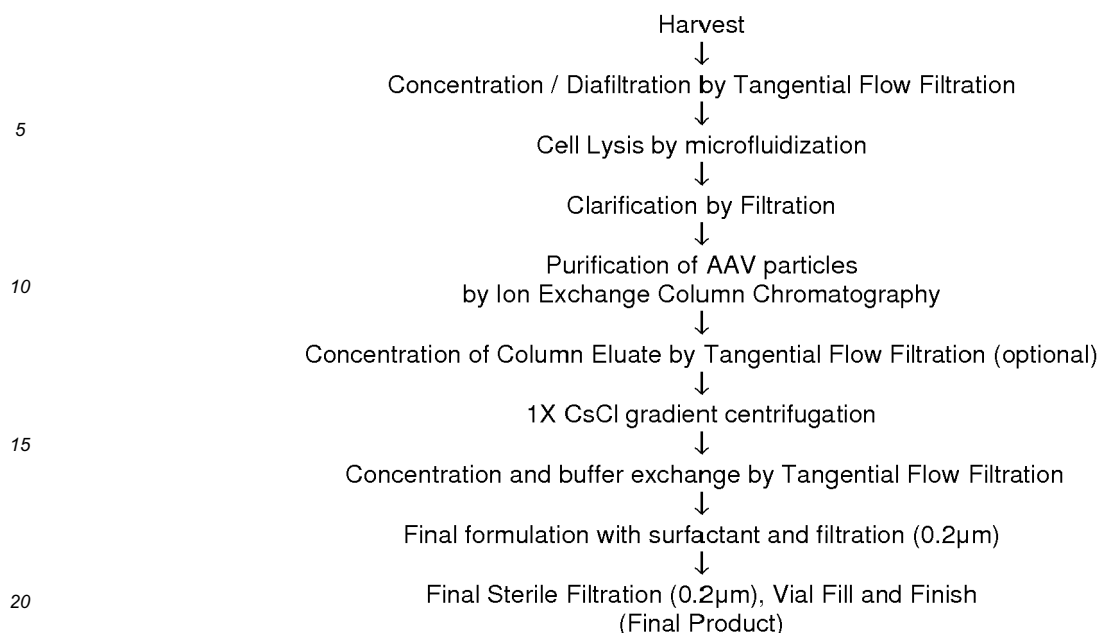 Harvest
↓
Concentration / Diafiltration by Tangential Flow Filtration
↓
5
Cell Lysis by microfluidization
↓
Clarification by Filtration
↓
Purification of AAV particles
10
by Ion Exchange Column Chromatography
↓
Concentration of Column Eluate by Tangential Flow Filtration (optional)
↓
1X CsCl gradient centrifugation
15
↓
Concentration and buffer exchange by Tangential Flow Filtration
↓
Final formulation with surfactant and filtration (0.2µm)
↓
20
Final Sterile Filtration (0.2µm), Vial Fill and Finish
(Final Product)